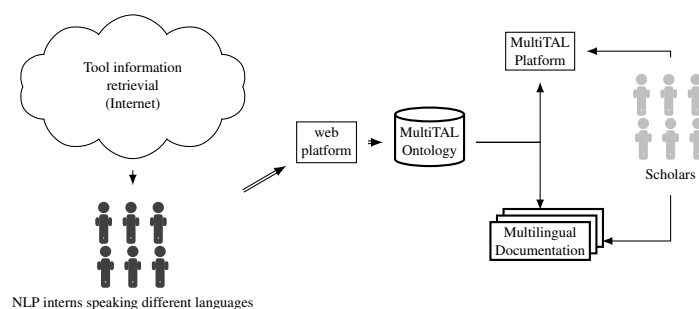 Tool information
retrievial
(Internet)
NLP interns speaking different languages
web
platform
MultiTAL
Ontology
MultiTAL
Platform
Multilingual
Documentation
Scholars